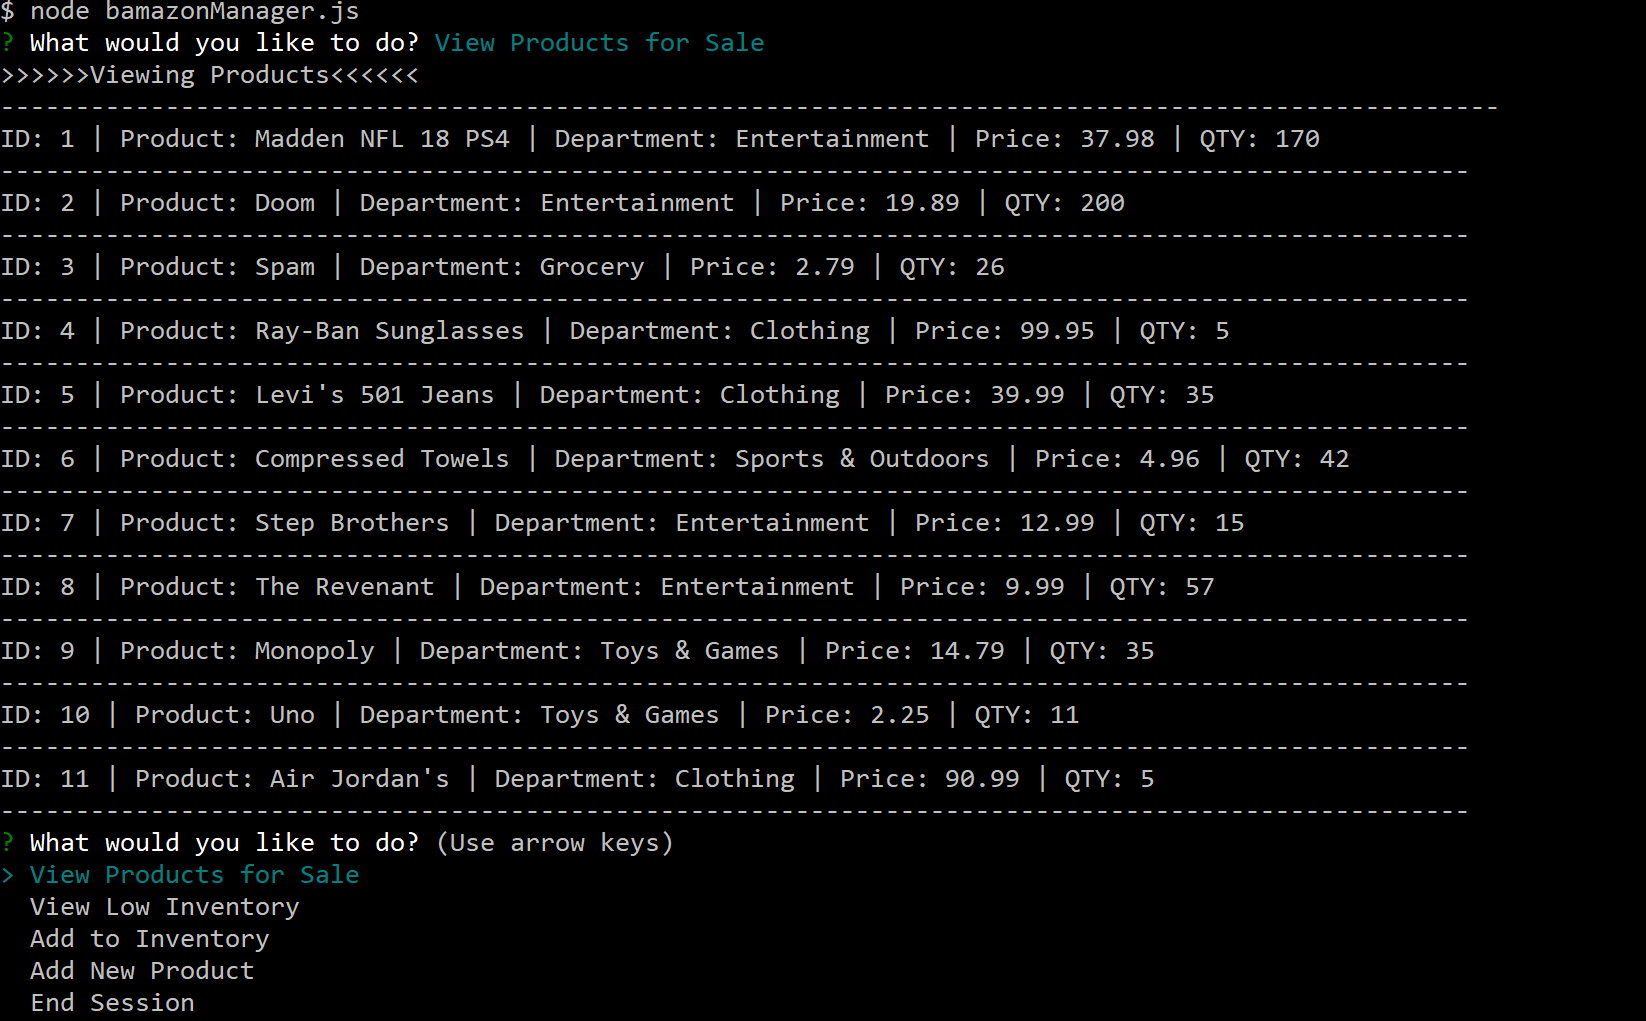 $ node bamazonManager.js
? What would you like to do? View Products for Sale
>>>>>>Viewing Products<<<<<<
----------------------------------------------------------------------------------------------------
ID: 1 | Product: Madden NFL 18 PS4 | Department: Entertainment | Price: 37.98 | QTY: 170
--------------------------------------------------------------------------------------------------
ID: 2 | Product: Doom | Department: Entertainment | Price: 19.89 | QTY: 200
--------------------------------------------------------------------------------------------------
ID: 3 | Product: Spam | Department: Grocery | Price: 2.79 | QTY: 26
--------------------------------------------------------------------------------------------------
ID: 4 | Product: Ray-Ban Sunglasses | Department: Clothing | Price: 99.95 | QTY: 5
--------------------------------------------------------------------------------------------------
ID: 5 | Product: Levi's 501 Jeans | Department: Clothing | Price: 39.99 | QTY: 35
--------------------------------------------------------------------------------------------------
ID: 6 | Product: Compressed Towels | Department: Sports & Outdoors | Price: 4.96 | QTY: 42
--------------------------------------------------------------------------------------------------
ID: 7 | Product: Step Brothers | Department: Entertainment | Price: 12.99 | QTY: 15
--------------------------------------------------------------------------------------------------
ID: 8 | Product: The Revenant | Department: Entertainment | Price: 9.99 | QTY: 57
--------------------------------------------------------------------------------------------------
ID: 9 | Product: Monopoly | Department: Toys & Games | Price: 14.79 | QTY: 35
--------------------------------------------------------------------------------------------------
ID: 10 | Product: Uno | Department: Toys & Games | Price: 2.25 | QTY: 11
--------------------------------------------------------------------------------------------------
ID: 11 | Product: Air Jordan's | Department: Clothing | Price: 90.99 | QTY: 5
--------------------------------------------------------------------------------------------------
? What would you like to do? (Use arrow keys)
> View Products for Sale
  View Low Inventory
  Add to Inventory
  Add New Product
  End Session